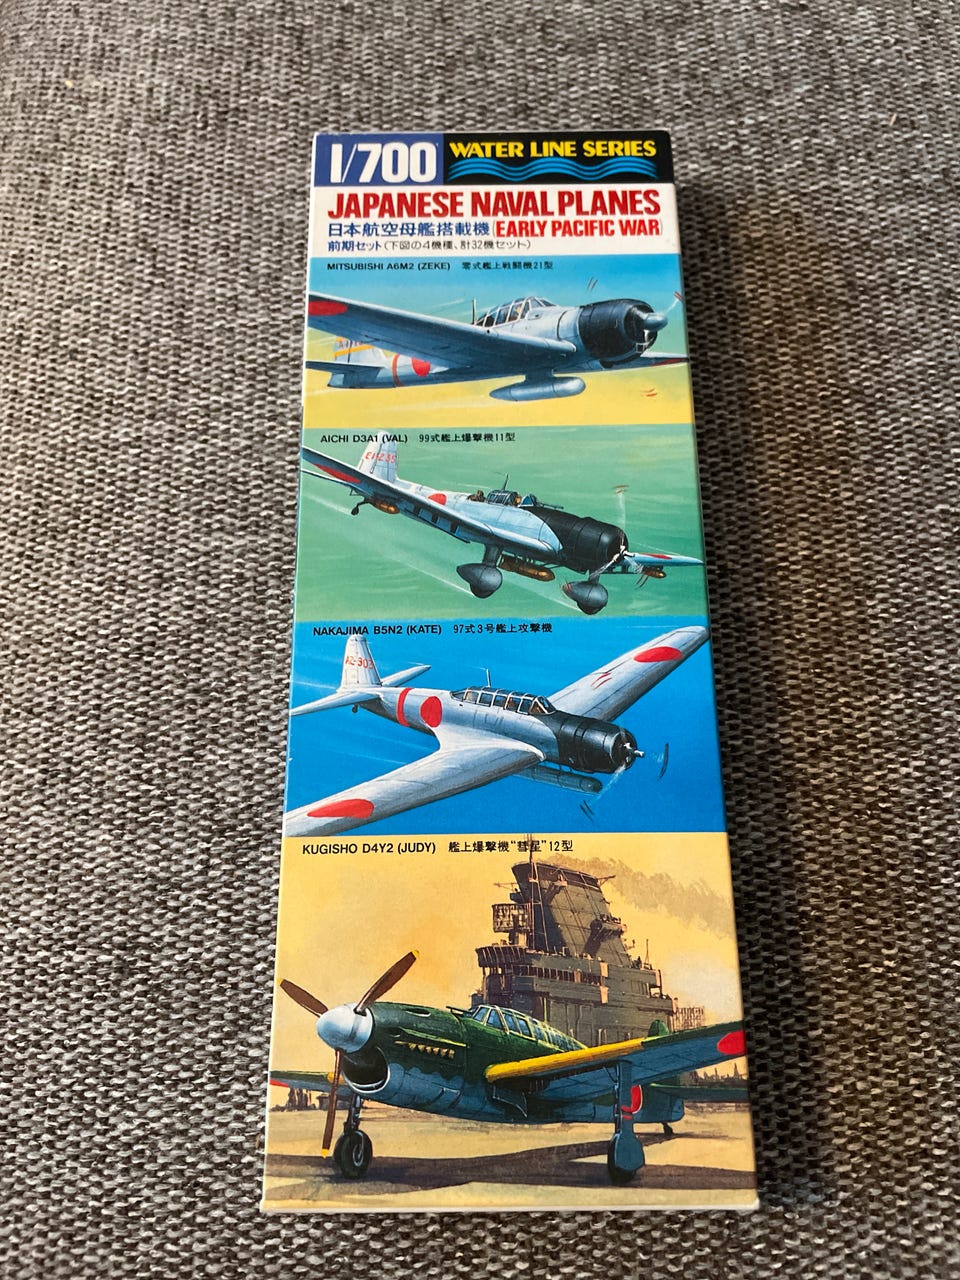 1/700
WATER LINE SERIES
JAPANESE NAVAL PLANES
日本航空母艦搭載機 (EARLY PACIFIC WAR)
前期セット(下図の4機種、計32機セット)
MITSUBISHI A6M2 (ZEKE) 零式艦上戦闘機21型
AICHI D3A1 (VAL) 99式艦上爆撃機11型
NAKAJIMA B5N2 (KATE) 97式3号艦上攻撃機
KUGISHO D4Y2 (JUDY) 艦上爆撃機"彗星"12型